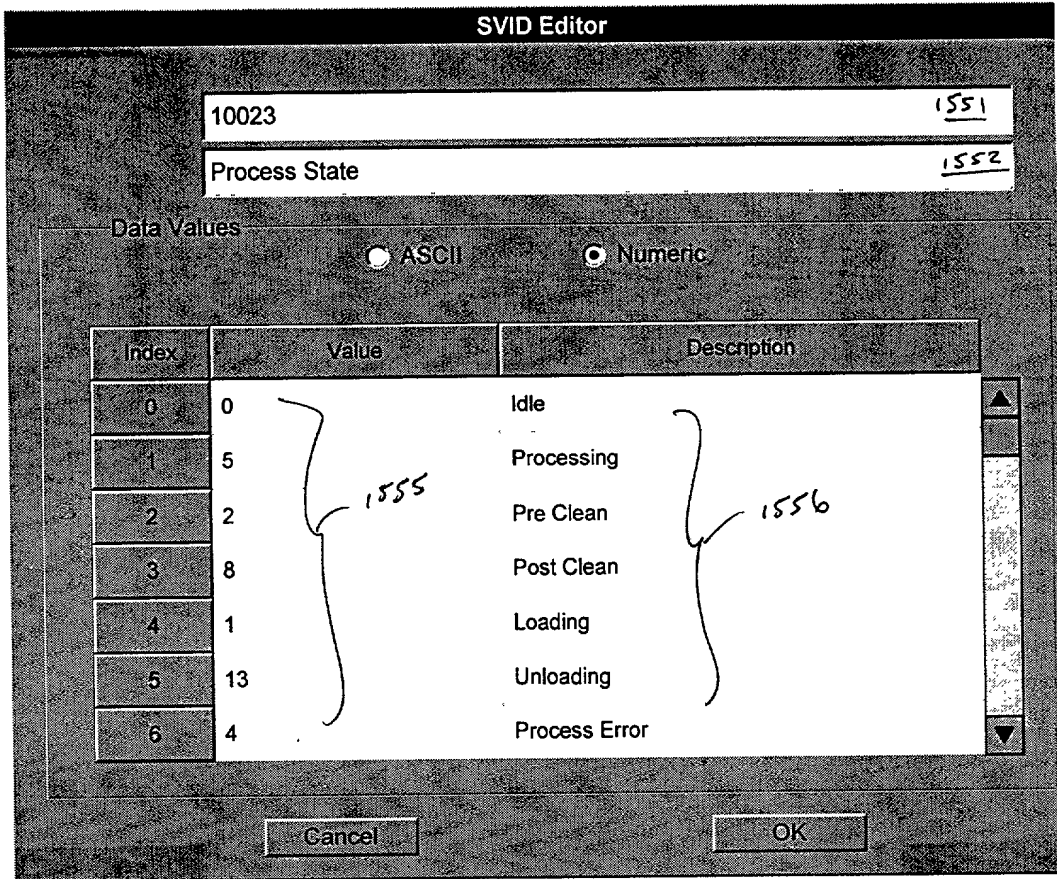 SVID Editor
10023 1551
Process State 1552
Data Values
ASCII Numeric
Index Value Description
0 0 Idle
1 5 Processing
2 2 Pre Clean
3 8 Post Clean
4 1 Loading
5 13 Unloading
6 4 Process Error
1555 1556
Cancel OK